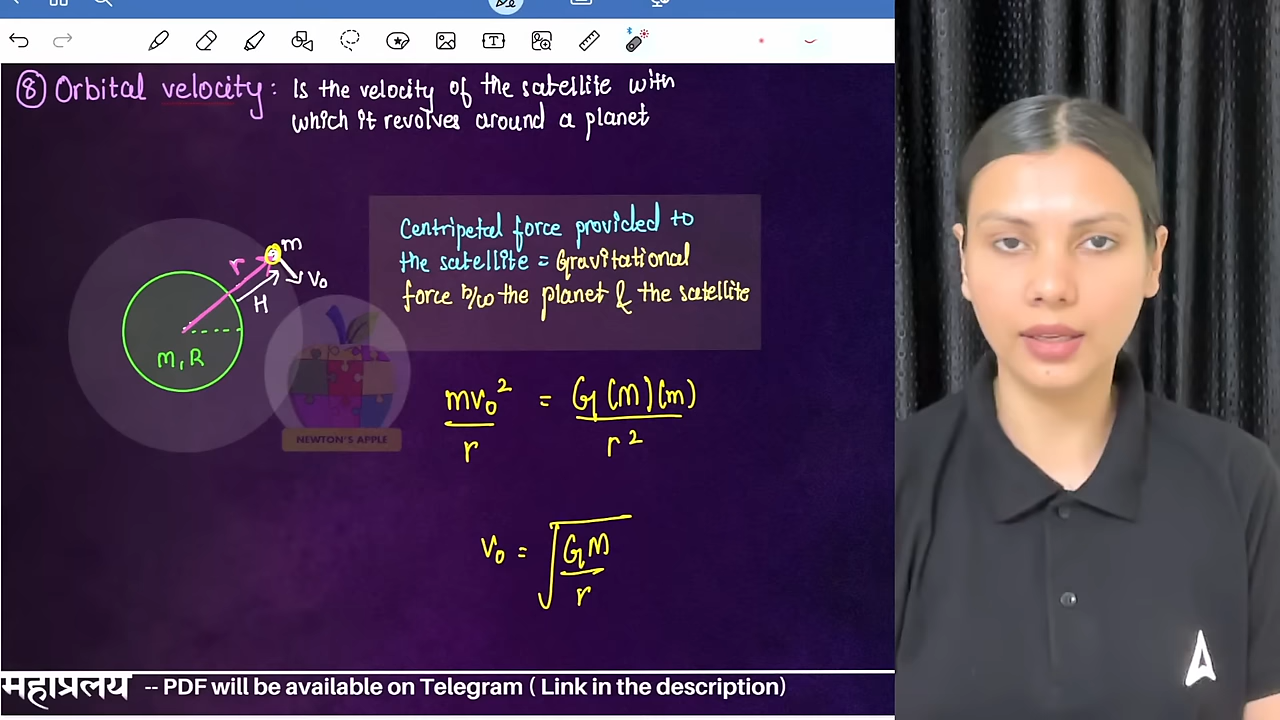 8 Orbital velocity: Is the velocity of the satellite with
which it revolves around a planet
Centripetal force provided to
the satellite = Gravitational
force b/w the planet & the satellite
m
r
V₀
H
M, R
NEWTON'S APPLE
mv₀² / r = G(M)(m) / r²
v₀ = √(GM / r)
महाप्रलय -- PDF will be available on Telegram ( Link in the description)